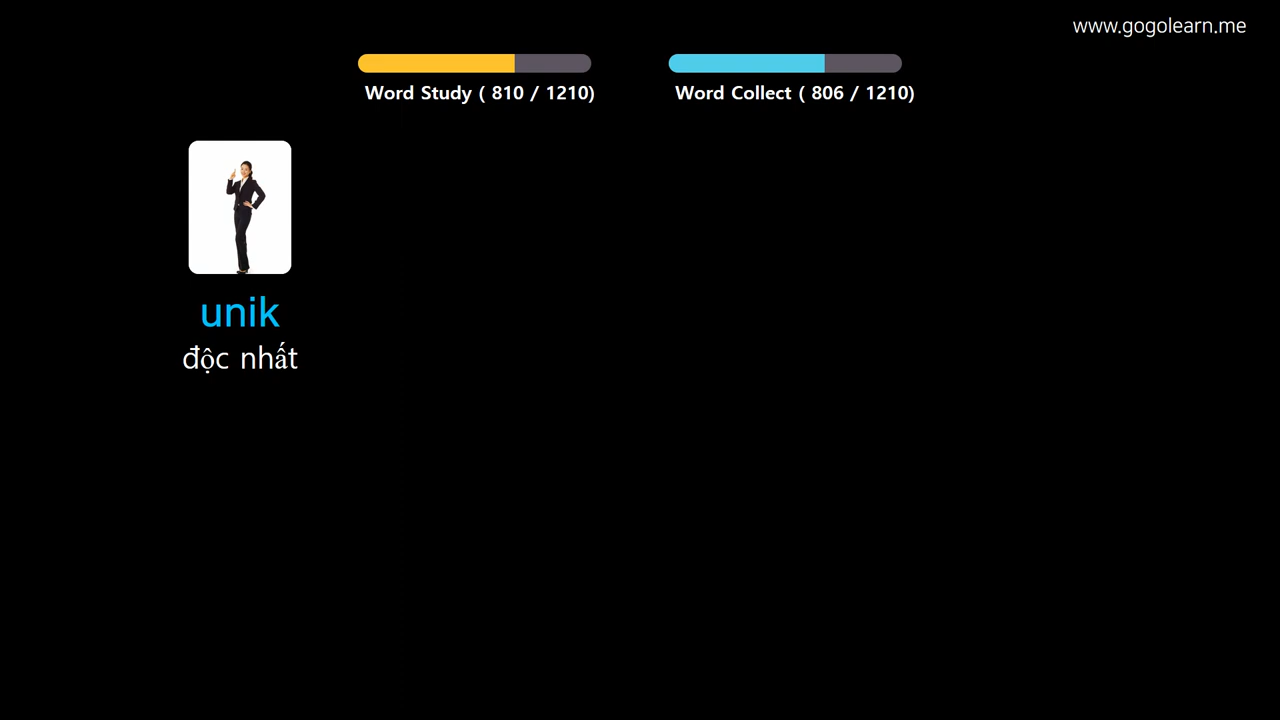 www.gogolearn.me
Word Study ( 810 / 1210)
Word Collect ( 806 / 1210)
unik
độc nhất